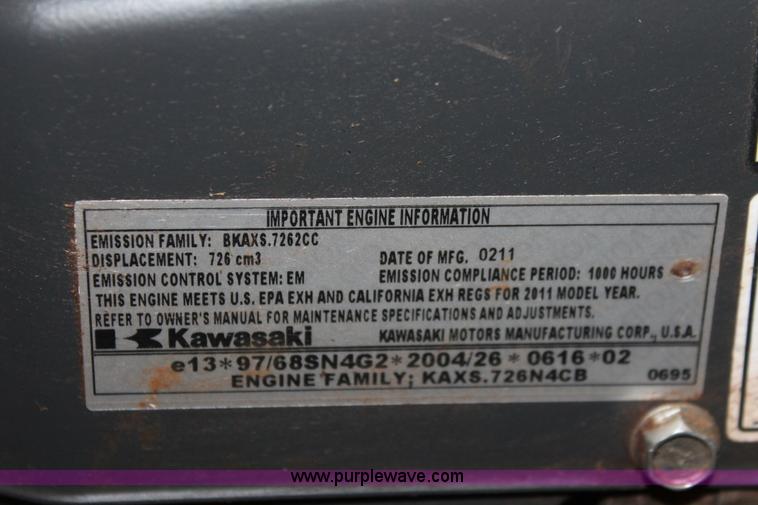 IMPORTANT ENGINE INFORMATION
EMISSION FAMILY: BKAXS.7262CC
DISPLACEMENT: 726 cm3 DATE OF MFG. 0211
EMISSION CONTROL SYSTEM: EM EMISSION COMPLIANCE PERIOD: 1000 HOURS
THIS ENGINE MEETS U.S. EPA EXH AND CALIFORNIA EXH REGS FOR 2011 MODEL YEAR.
REFER TO OWNER'S MANUAL FOR MAINTENANCE SPECIFICATIONS AND ADJUSTMENTS.
Kawasaki KAWASAKI MOTORS MANUFACTURING CORP., U.S.A.
e13*97/68SN4G2*2004/26*0616*02
ENGINE FAMILY; KAXS.726N4CB 0695
www.purplewave.com